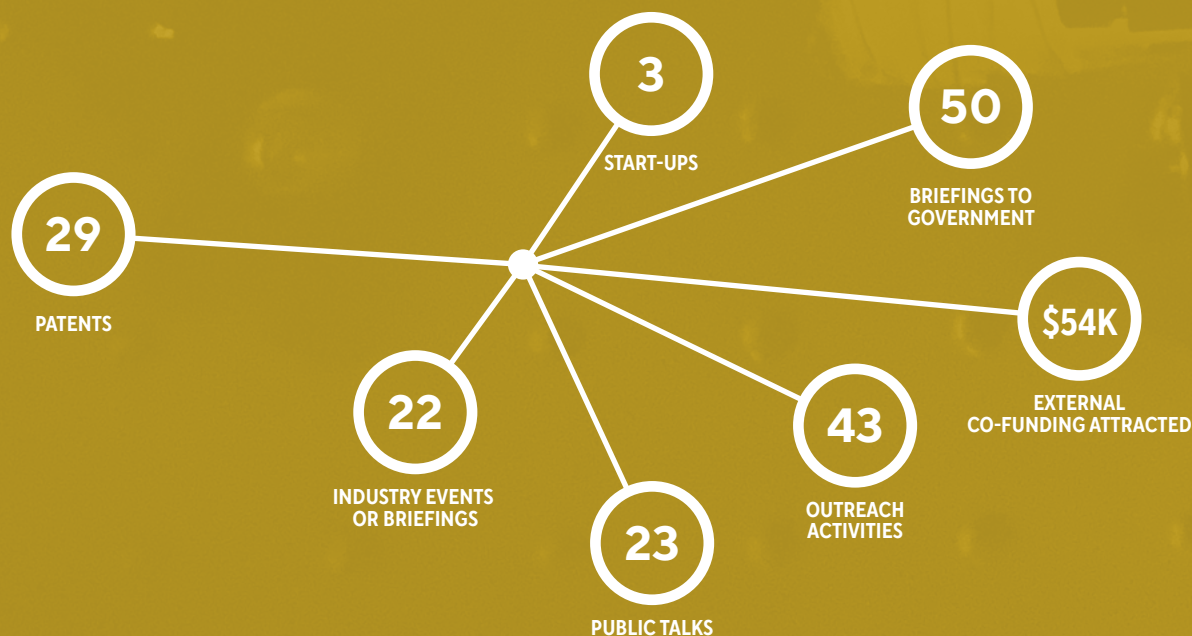 3
START-UPS
50
BRIEFINGS TO
GOVERNMENT
29
PATENTS
$54K
EXTERNAL
CO-FUNDING ATTRACTED
22
INDUSTRY EVENTS
OR BRIEFINGS
43
OUTREACH
ACTIVITIES
23
PUBLIC TALKS